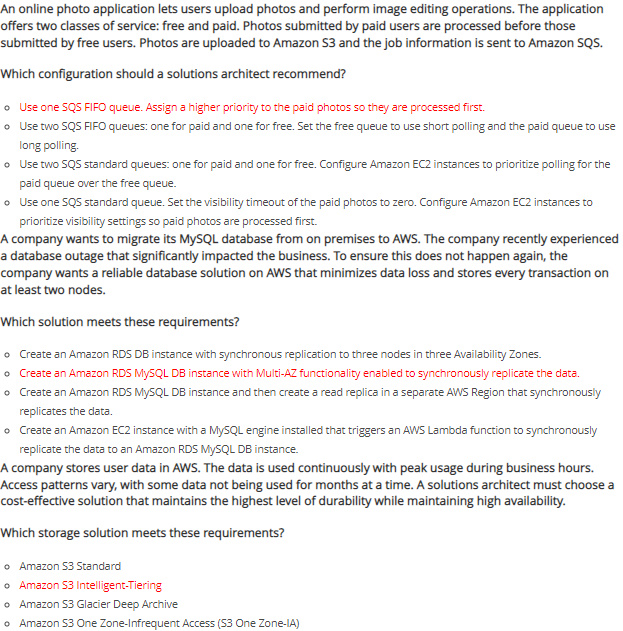 An online photo application lets users upload photos and perform image editing operations. The application
offers two classes of service: free and paid. Photos submitted by paid users are processed before those
submitted by free users. Photos are uploaded to Amazon S3 and the job information is sent to Amazon SQS.
Which configuration should a solutions architect recommend?
Use one SQS FIFO queue. Assign a higher priority to the paid photos so they are processed first.
Use two SQS FIFO queues: one for paid and one for free. Set the free queue to use short polling and the paid queue to use
long polling.
Use two SQS standard queues: one for paid and one for free. Configure Amazon EC2 instances to prioritize polling for the
paid queue over the free queue.
Use one SQS standard queue. Set the visibility timeout of the paid photos to zero. Configure Amazon EC2 instances to
prioritize visibility settings so paid photos are processed first.
A company wants to migrate its MySQL database from on premises to AWS. The company recently experienced
a database outage that significantly impacted the business. To ensure this does not happen again, the
company wants a reliable database solution on AWS that minimizes data loss and stores every transaction on
at least two nodes.
Which solution meets these requirements?
Create an Amazon RDS DB instance with synchronous replication to three nodes in three Availability Zones.
Create an Amazon RDS MySQL DB instance with Multi-AZ functionality enabled to synchronously replicate the data.
Create an Amazon RDS MySQL DB instance and then create a read replica in a separate AWS Region that synchronously
replicates the data.
Create an Amazon EC2 instance with a MySQL engine installed that triggers an AWS Lambda function to synchronously
replicate the data to an Amazon RDS MySQL DB instance.
A company stores user data in AWS. The data is used continuously with peak usage during business hours.
Access patterns vary, with some data not being used for months at a time. A solutions architect must choose a
cost-effective solution that maintains the highest level of durability while maintaining high availability.
Which storage solution meets these requirements?
Amazon S3 Standard
Amazon S3 Intelligent-Tiering
Amazon S3 Glacier Deep Archive
Amazon S3 One Zone-Infrequent Access (S3 One Zone-IA)